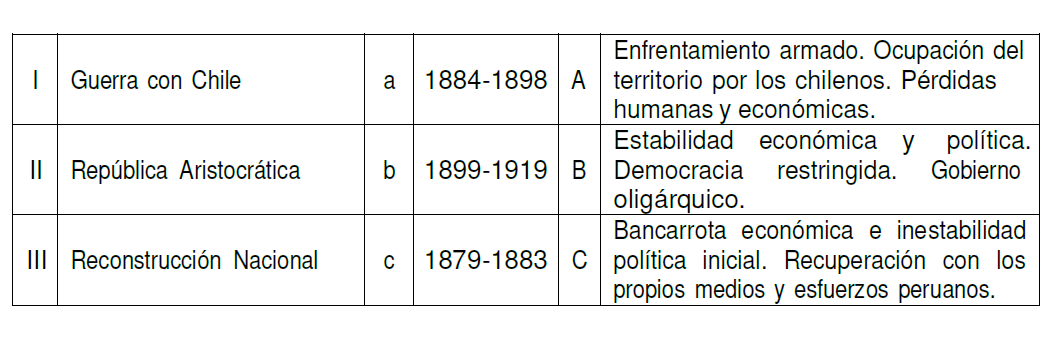 I Guerra con Chile a 1884-1898 A Enfrentamiento armado. Ocupación del
territorio por los chilenos. Pérdidas
humanas y económicas.
II República Aristocrática b 1899-1919 B Estabilidad económica y política.
Democracia restringida. Gobierno
oligárquico.
III Reconstrucción Nacional c 1879-1883 C Bancarrota económica e inestabilidad
política inicial. Recuperación con los
propios medios y esfuerzos peruanos.